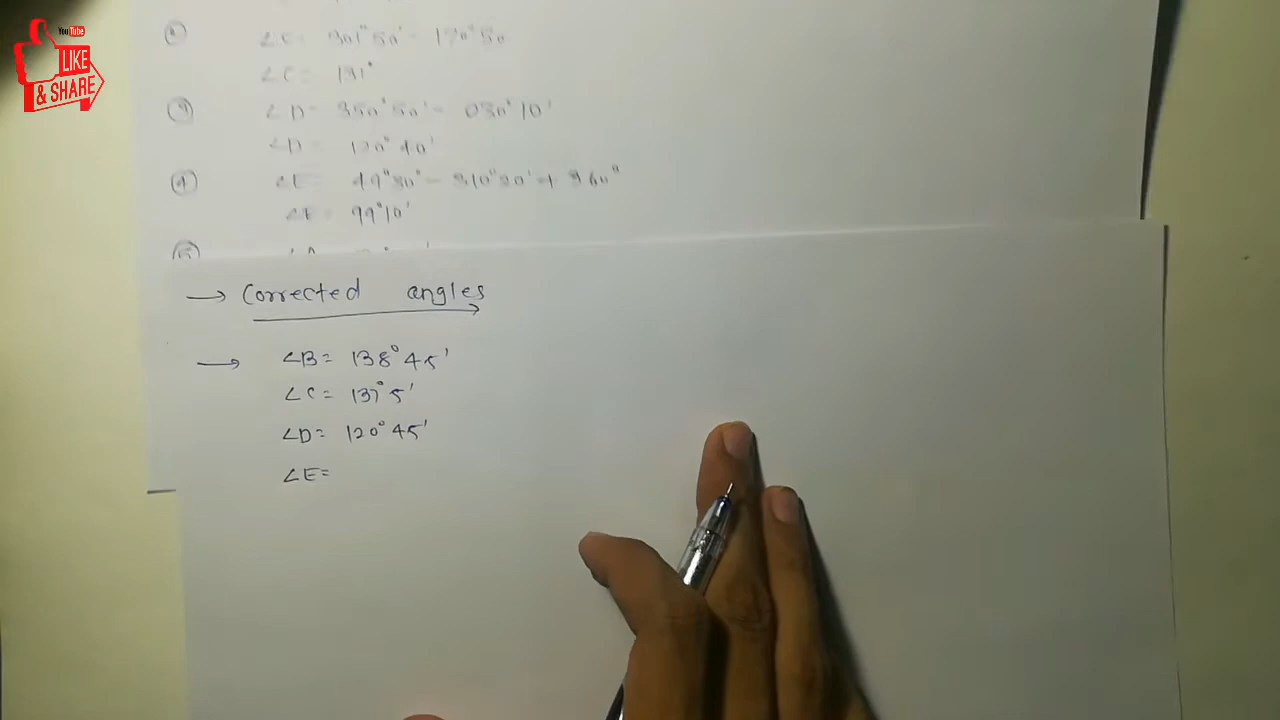 YouTube
LIKE
& SHARE
∠C = 301°50' - 170°50
∠C = 131°
∠D = 350°50' - 030°10'
∠D = 120°40'
∠E = 49°30' - 310°20' + 360°
∠E = 99°10'
→ Corrected angles
→ ∠B = 138°45'
∠C = 131°5'
∠D = 120°45'
∠E =